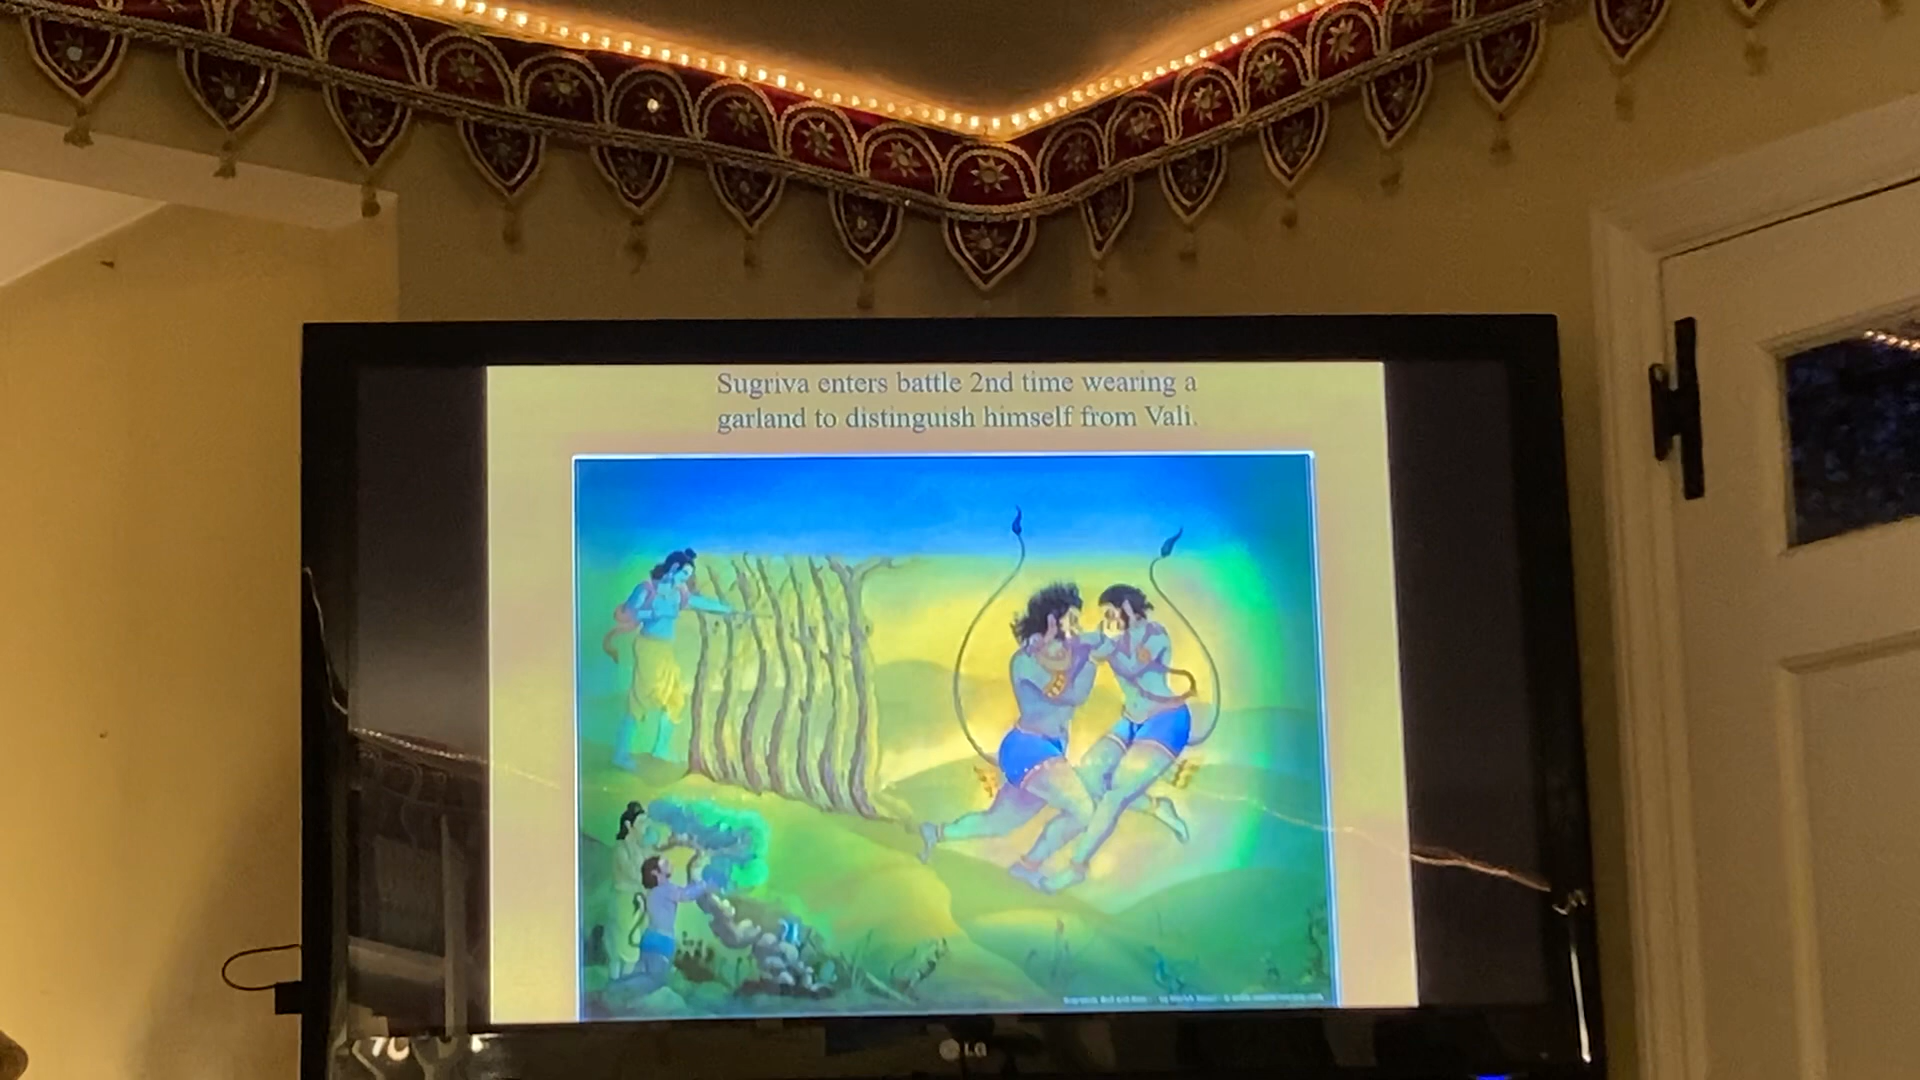 Sugriva enters battle 2nd time wearing a
garland to distinguish himself from Vali.
LG